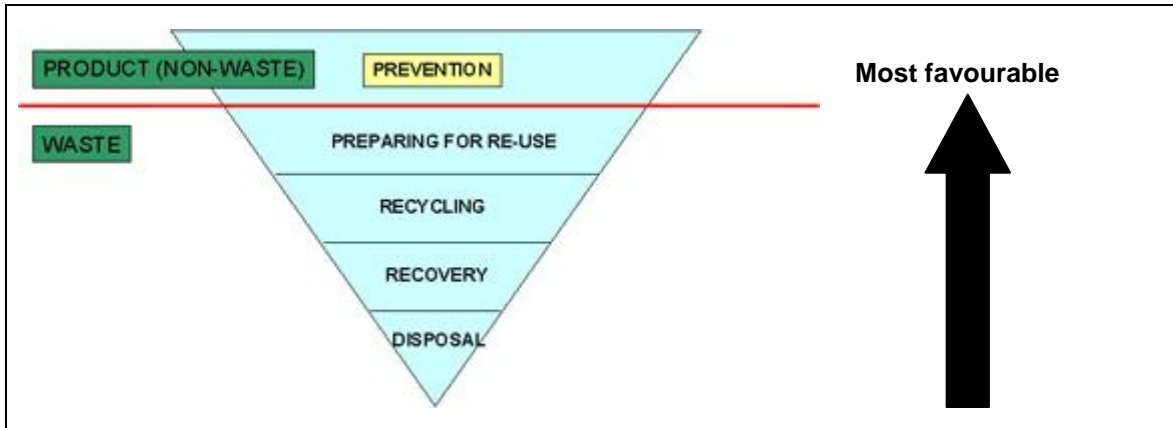 PRODUCT (NON-WASTE)
PREVENTION
Most favourable
WASTE
PREPARING FOR RE-USE
RECYCLING
RECOVERY
DISPOSAL